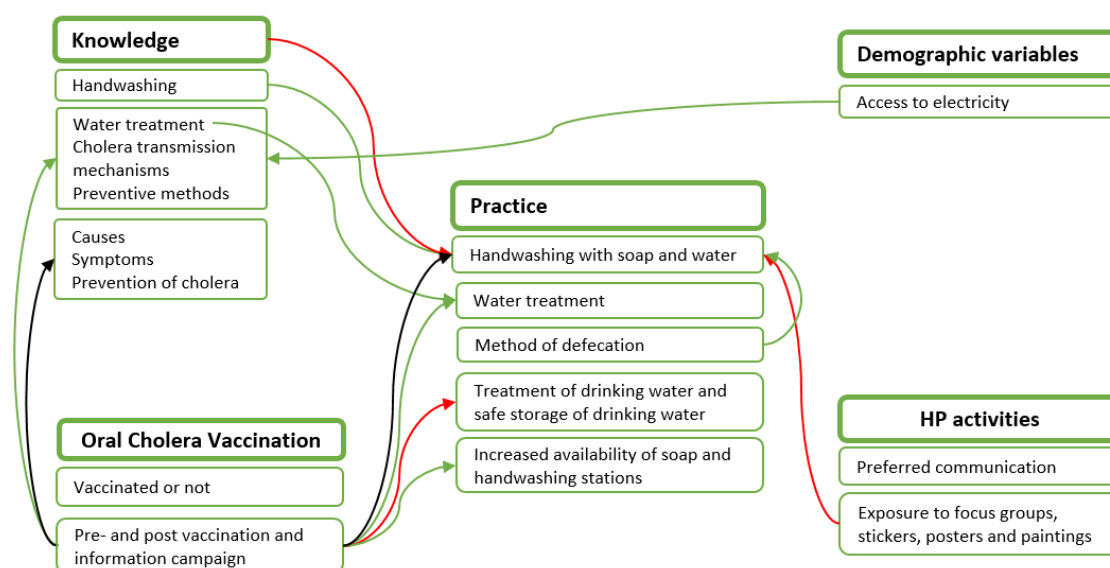 Knowledge
Handwashing
Water treatment
Cholera transmission
mechanisms
Preventive methods
Causes
Symptoms
Prevention of cholera
Oral Cholera Vaccination
Vaccinated or not
Pre- and post vaccination and
information campaign
Practice
Handwashing with soap and water
Water treatment
Method of defecation
Treatment of drinking water and
safe storage of drinking water
Increased availability of soap and
handwashing stations
Demographic variables
Access to electricity
HP activities
Preferred communication
Exposure to focus groups,
stickers, posters and paintings